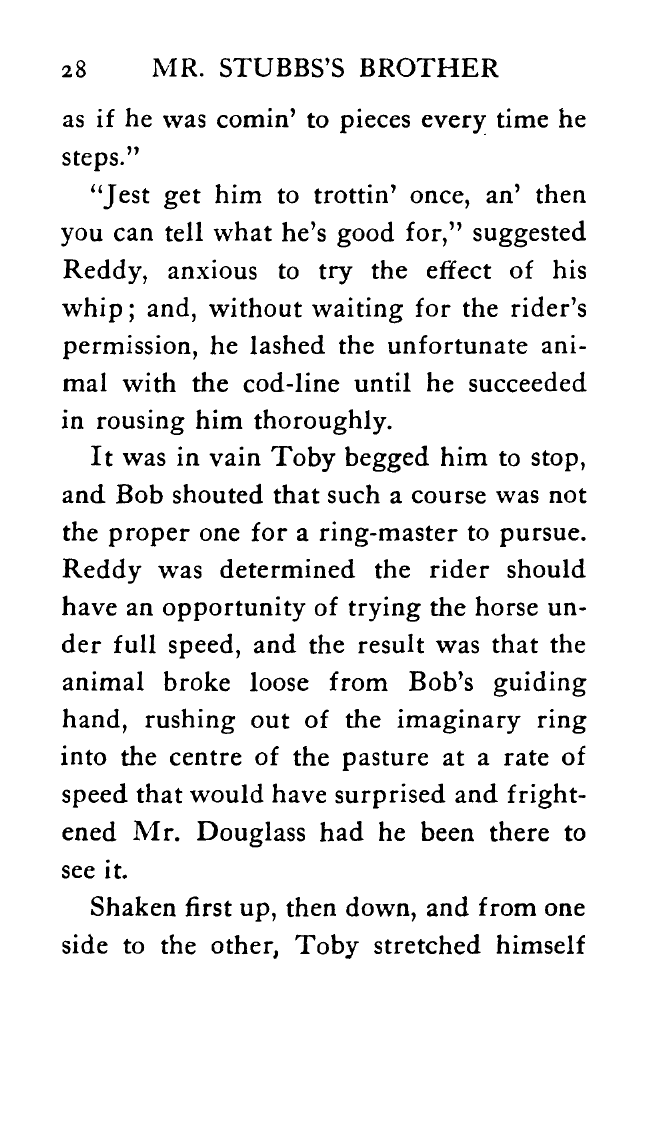 28 MR. STUBBS'S BROTHER
as if he was comin' to pieces every time he
steps."
"Jest get him to trottin' once, an' then
you can tell what he's good for," suggested
Reddy, anxious to try the effect of his
whip; and, without waiting for the rider's
permission, he lashed the unfortunate ani-
mal with the cod-line until he succeeded
in rousing him thoroughly.
It was in vain Toby begged him to stop,
and Bob shouted that such a course was not
the proper one for a ring-master to pursue.
Reddy was determined the rider should
have an opportunity of trying the horse un-
der full speed, and the result was that the
animal broke loose from Bob's guiding
hand, rushing out of the imaginary ring
into the centre of the pasture at a rate of
speed that would have surprised and fright-
ened Mr. Douglass had he been there to
see it.
Shaken first up, then down, and from one
side to the other, Toby stretched himself